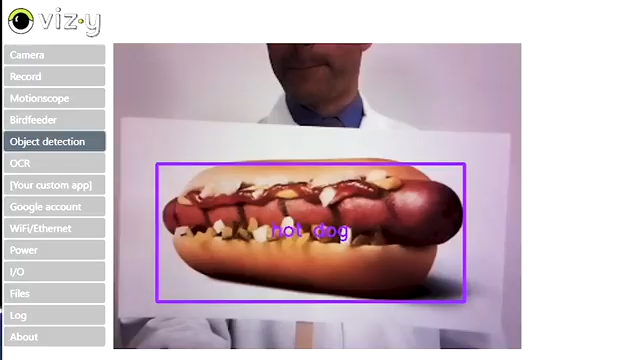 vizy
Camera
Record
Motionscope
Birdfeeder
Object detection
OCR
[Your custom app]
Google account
WiFi/Ethernet
Power
I/O
Files
Log
About
hot dog